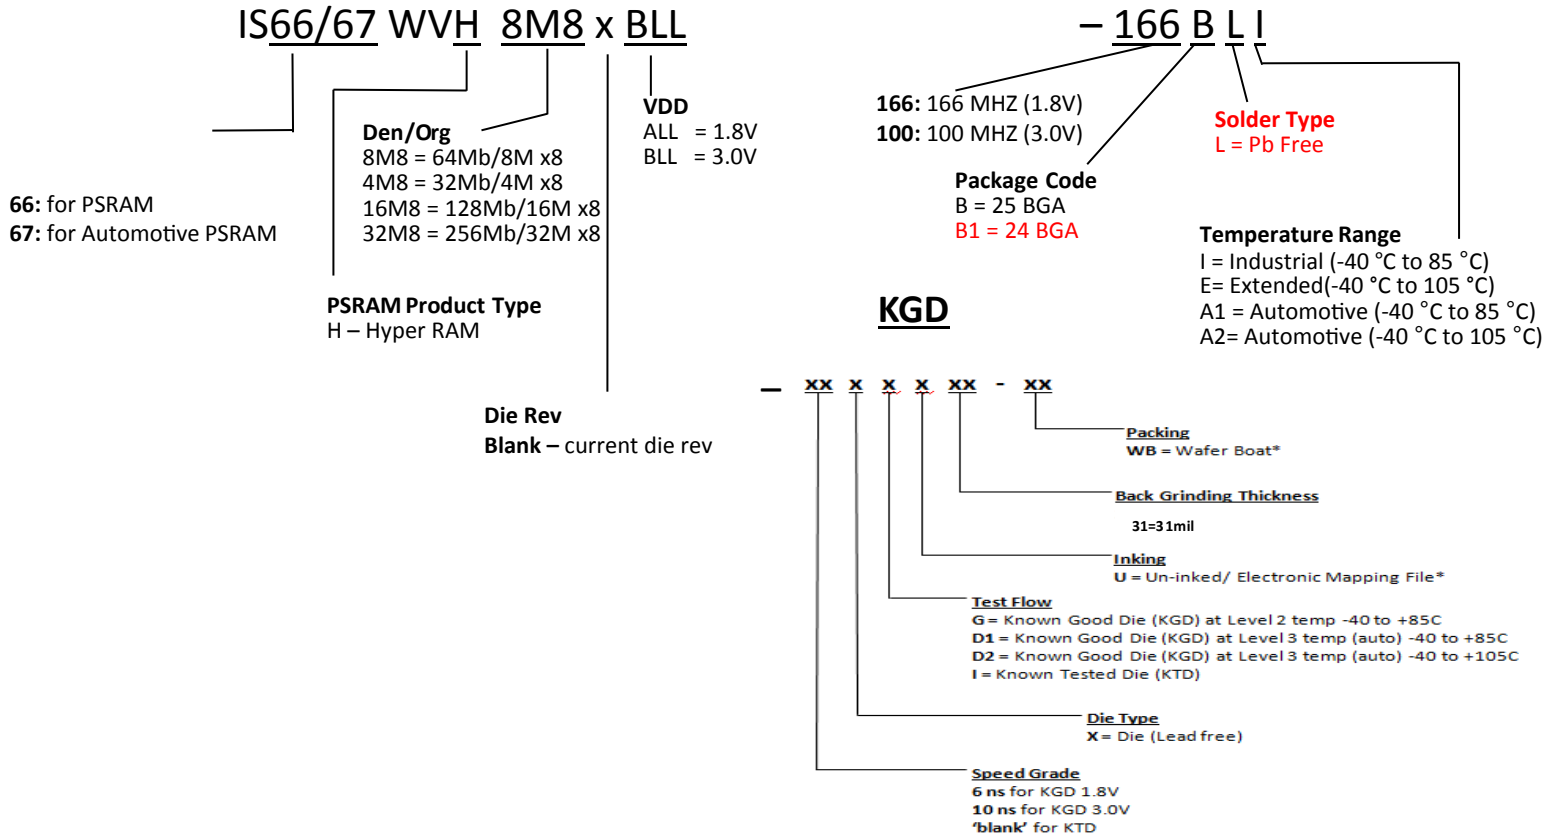 IS66/67 WVH 8M8 x BLL
– 166 B L I
66: for PSRAM
67: for Automotive PSRAM
Den/Org
8M8 = 64Mb/8M x8
4M8 = 32Mb/4M x8
16M8 = 128Mb/16M x8
32M8 = 256Mb/32M x8
VDD
ALL = 1.8V
BLL = 3.0V
PSRAM Product Type
H – Hyper RAM
Die Rev
Blank – current die rev
166: 166 MHZ (1.8V)
100: 100 MHZ (3.0V)
Package Code
B = 25 BGA
B1 = 24 BGA
Solder Type
L = Pb Free
Temperature Range
I = Industrial (-40 °C to 85 °C)
E= Extended(-40 °C to 105 °C)
A1 = Automotive (-40 °C to 85 °C)
A2= Automotive (-40 °C to 105 °C)
KGD
– xx x x x xx - xx
Packing
WB = Wafer Boat*
Back Grinding Thickness
31=31mil
Inking
U = Un-inked/ Electronic Mapping File*
Test Flow
G = Known Good Die (KGD) at Level 2 temp -40 to +85C
D1 = Known Good Die (KGD) at Level 3 temp (auto) -40 to +85C
D2 = Known Good Die (KGD) at Level 3 temp (auto) -40 to +105C
I = Known Tested Die (KTD)
Die Type
X = Die (Lead free)
Speed Grade
6 ns for KGD 1.8V
10 ns for KGD 3.0V
'blank' for KTD